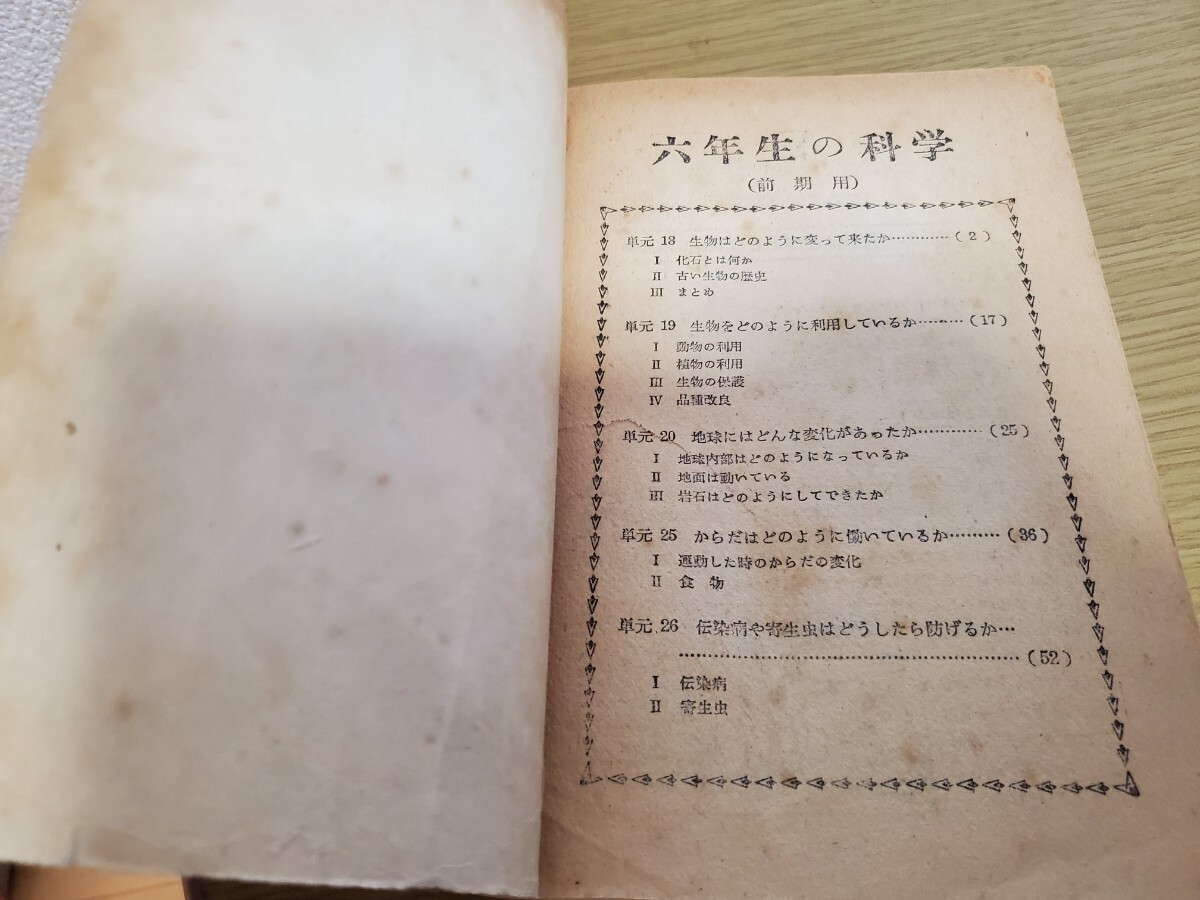 六年生の科学
(前期用)
単元 18 生物はどのように変って来たか…………(2)
I 化石とは何か
II 古い生物の歴史
III まとめ
単元 19 生物をどのように利用しているか………(17)
I 動物の利用
II 植物の利用
III 生物の保護
IV 品種改良
単元 20 地球にはどんな変化があったか…………(25)
I 地球内部はどのようになっているか
II 地面は動いている
III 岩石はどのようにしてできたか
単元 25 からだはどのように働いているか………(36)
I 運動した時のからだの変化
II 食物
単元 26 伝染病や寄生虫はどうしたら防げるか…
……………………………………………(52)
I 伝染病
II 寄生虫